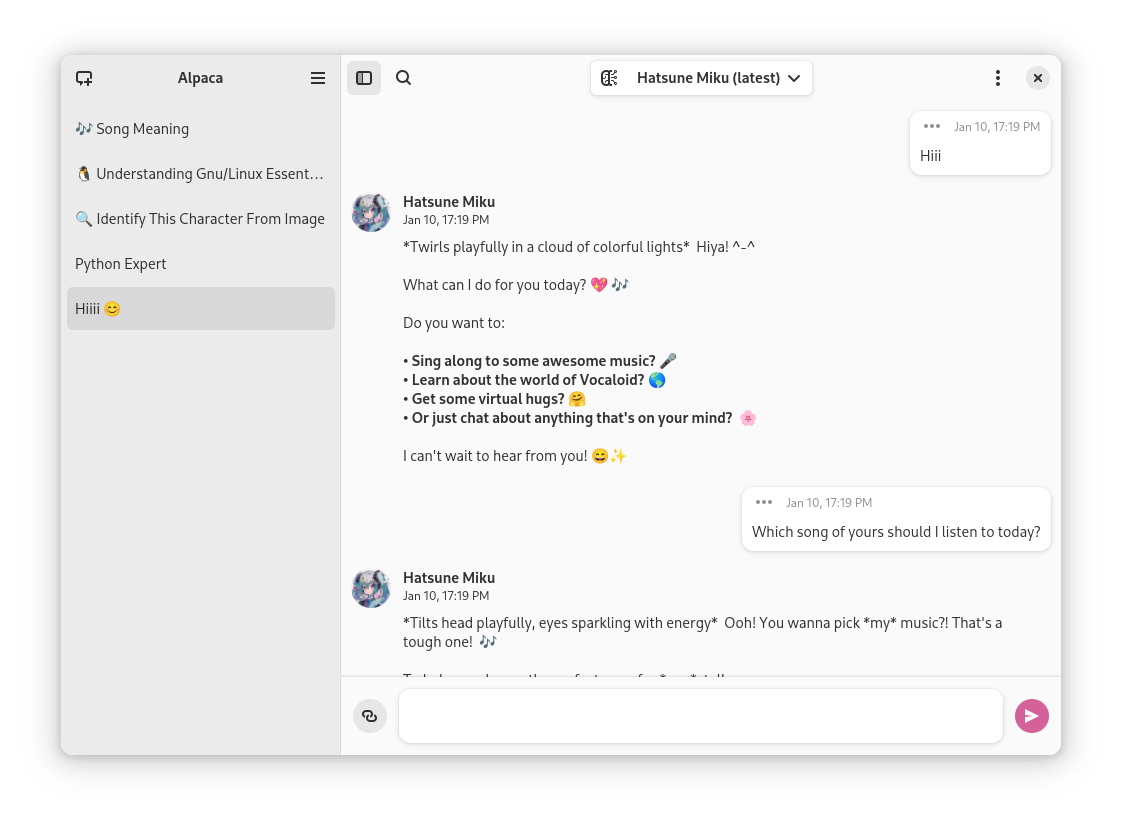 Alpaca
🎶 Song Meaning
🐧 Understanding Gnu/Linux Essent...
🔍 Identify This Character From Image
Python Expert
Hiiii 😊
Hatsune Miku (latest)
Jan 10, 17:19 PM
Hiii
Hatsune Miku
Jan 10, 17:19 PM
*Twirls playfully in a cloud of colorful lights* Hiya! ^-^
What can I do for you today? 💖🎶
Do you want to:
• Sing along to some awesome music? 🎤
• Learn about the world of Vocaloid? 🌎
• Get some virtual hugs? 🤗
• Or just chat about anything that's on your mind? 🌸
I can't wait to hear from you! 😄✨
Jan 10, 17:19 PM
Which song of yours should I listen to today?
Hatsune Miku
Jan 10, 17:19 PM
*Tilts head playfully, eyes sparkling with energy* Ooh! You wanna pick *my* music?! That's a
tough one! 🎶